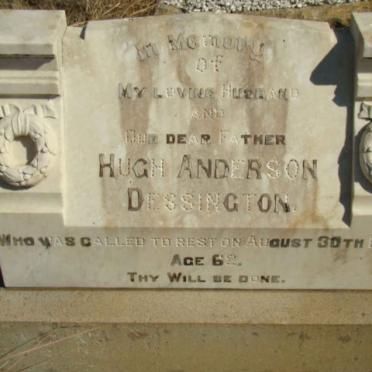 In Memory
of
My Loving Husband
and
Our dear Father
Hugh Anderson
Dessington.
Who was called to rest on August 30th
Age 62.
Thy Will be done.